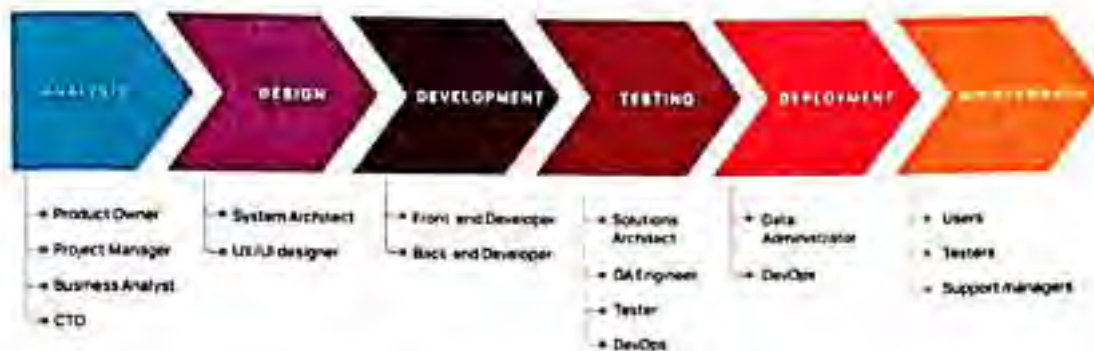 ANALYSIS
DESIGN
DEVELOPMENT
TESTING
DEPLOYMENT
Product Owner
Project Manager
Business Analyst
CTO
System Architect
UX/UI designer
Front end Developer
Back end Developer
Solutions
Architect
QA Engineer
Tester
DevOps
Data
Administrator
DevOps
Users
Testers
Support managers